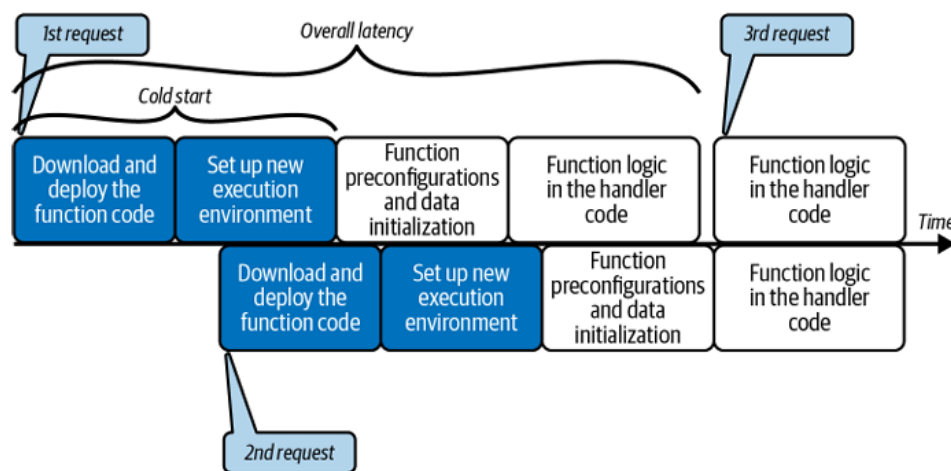 1st request
Overall latency
3rd request
Cold start
Download and
deploy the
function code
Set up new
execution
environment
Function
preconfigurations
and data
initialization
Function logic
in the handler
code
Function logic
in the handler
code
Time
Download and
deploy the
function code
Set up new
execution
environment
Function
preconfigurations
and data
initialization
Function logic
in the handler
code
2nd request